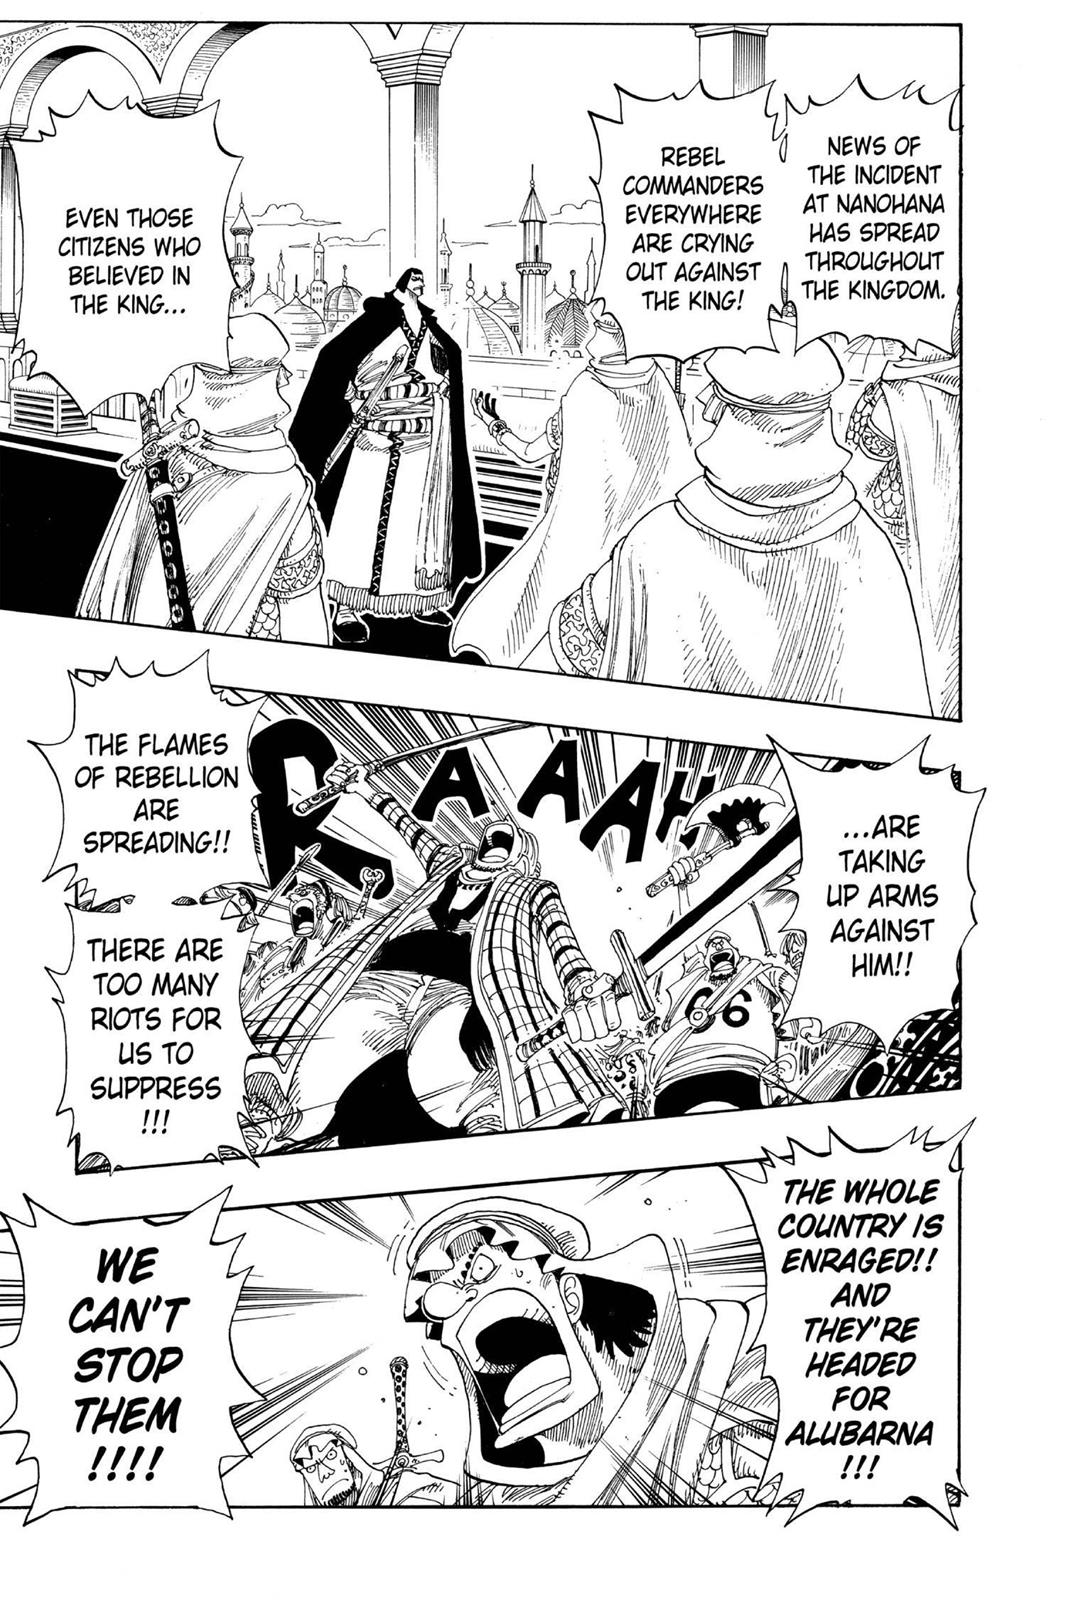 NEWS OF
THE INCIDENT
AT NANOHANA
HAS SPREAD
THROUGHOUT
THE KINGDOM.
REBEL
COMMANDERS
EVERYWHERE
ARE CRYING
OUT AGAINST
THE KING!
EVEN THOSE
CITIZENS WHO
BELIEVED IN
THE KING...
...ARE
TAKING
UP ARMS
AGAINST
HIM!!
RAAAAH
66
THE FLAMES
OF REBELLION
ARE
SPREADING!!
THERE ARE
TOO MANY
RIOTS FOR
US TO
SUPPRESS
!!!
THE WHOLE
COUNTRY IS
ENRAGED!!
AND
THEY'RE
HEADED
FOR
ALUBARNA
!!!
WE
CAN'T
STOP
THEM
!!!!